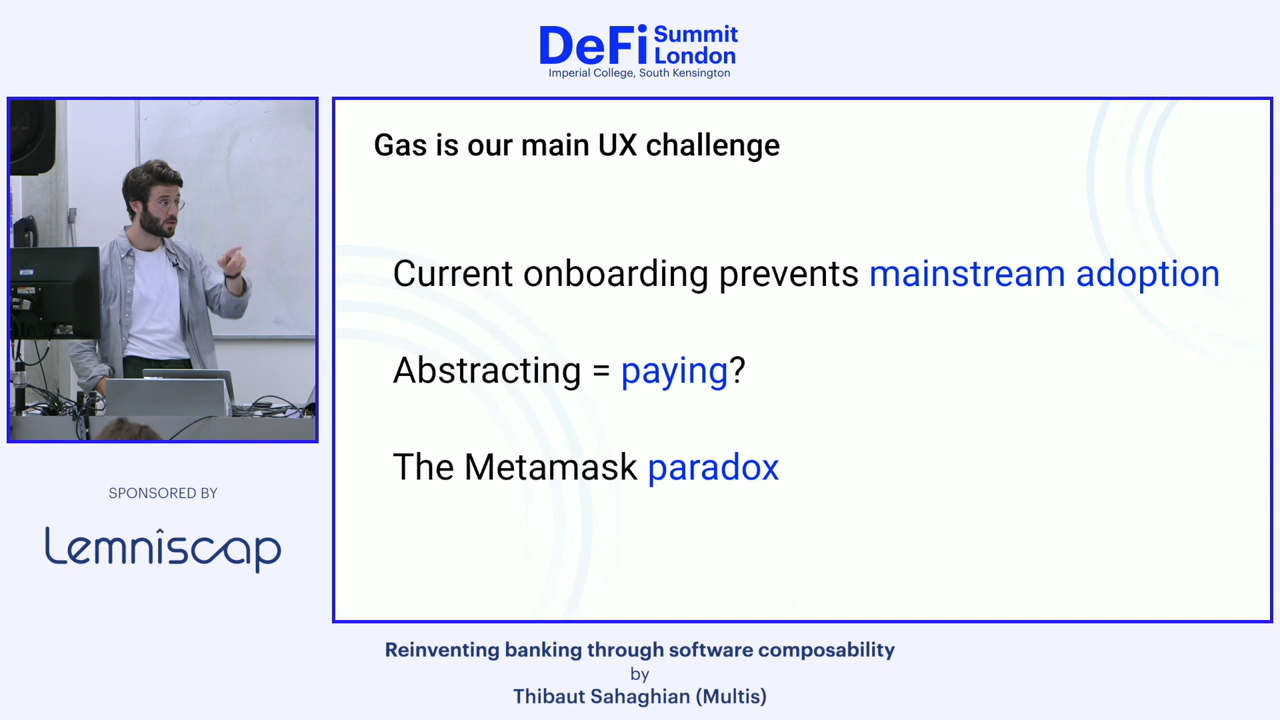 DeFi Summit
London
Imperial College, South Kensington
Gas is our main UX challenge
Current onboarding prevents mainstream adoption
Abstracting = paying?
The Metamask paradox
SPONSORED BY
Lemniscap
Reinventing banking through software composability
by
Thibaut Sahaghian (Multis)